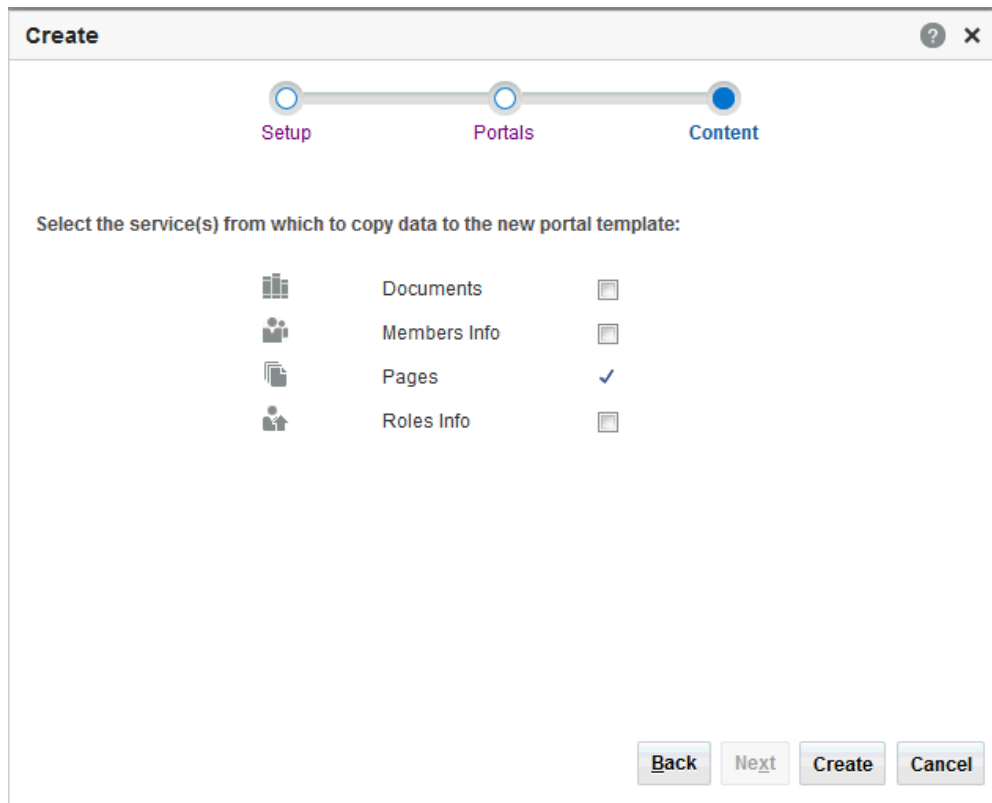 Create
Setup Portals Content
Select the service(s) from which to copy data to the new portal template:
Documents
Members Info
Pages
Roles Info
Back Next Create Cancel